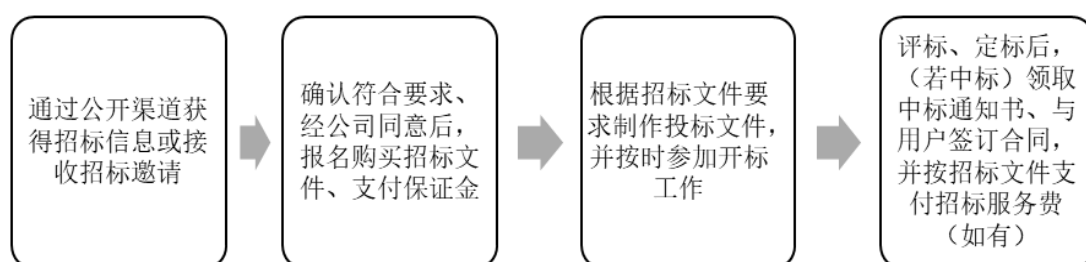 通过公开渠道获
得招标信息或接
收招标邀请
确认符合要求、
经公司同意后，
报名购买招标文
件、支付保证金
根据招标文件要
求制作投标文件，
并按时参加开标
工作
评标、定标后，
（若中标）领取
中标通知书、与
用户签订合同，
并按招标文件支
付招标服务费
（如有）